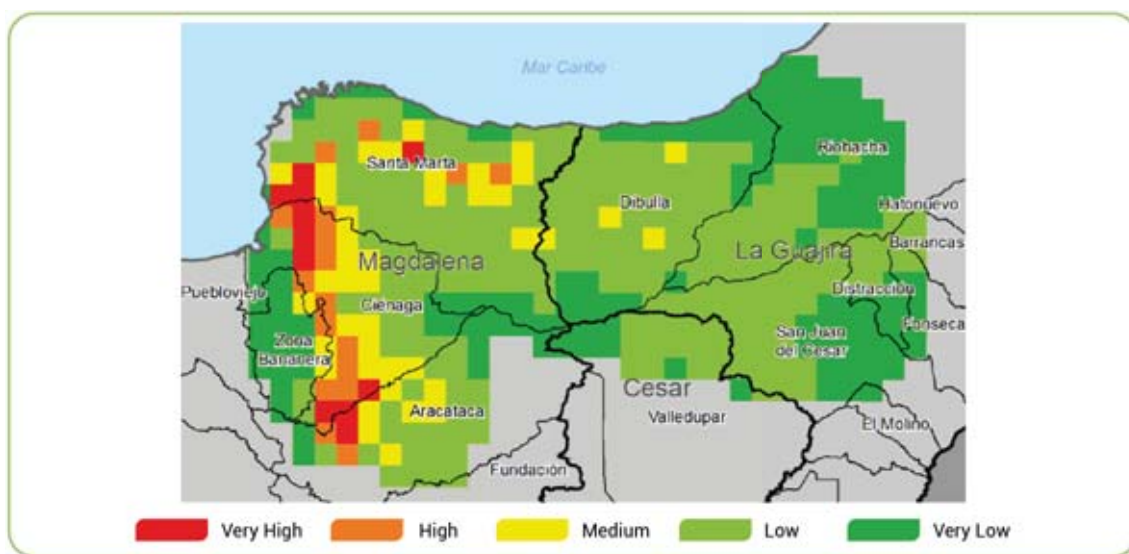 Mar Caribe
Santa Marta
Riohacha
Dibulla
Hatonuevo
La Guajira
Barrancas
Magdalena
Puebloviejo
Distracción
Ciénaga
Fonseca
Zona
Bananera
San Juan
del Cesar
Cesar
Aracataca
Valledupar
El Molino
Fundación
Very High
High
Medium
Low
Very Low